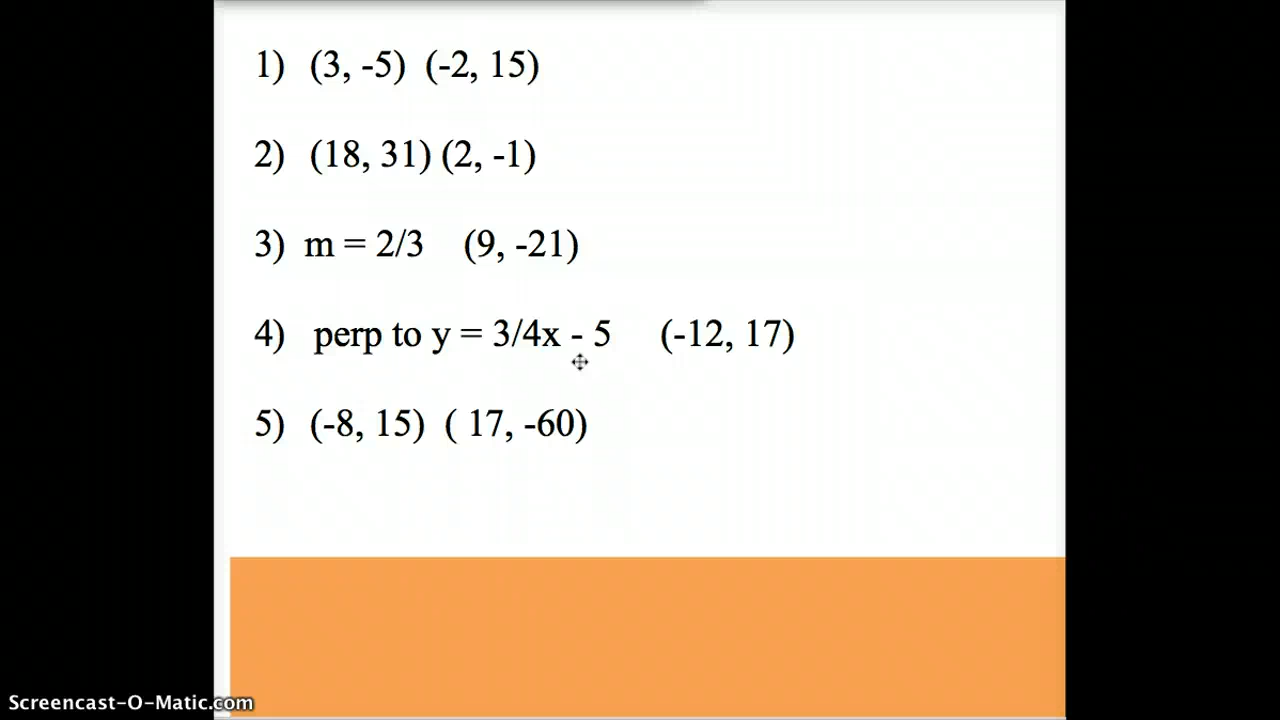 1) (3, -5) (-2, 15)
2) (18, 31) (2, -1)
3) m = 2/3 (9, -21)
4) perp to y = 3/4x - 5 (-12, 17)
5) (-8, 15) ( 17, -60)
Screencast-O-Matic.com